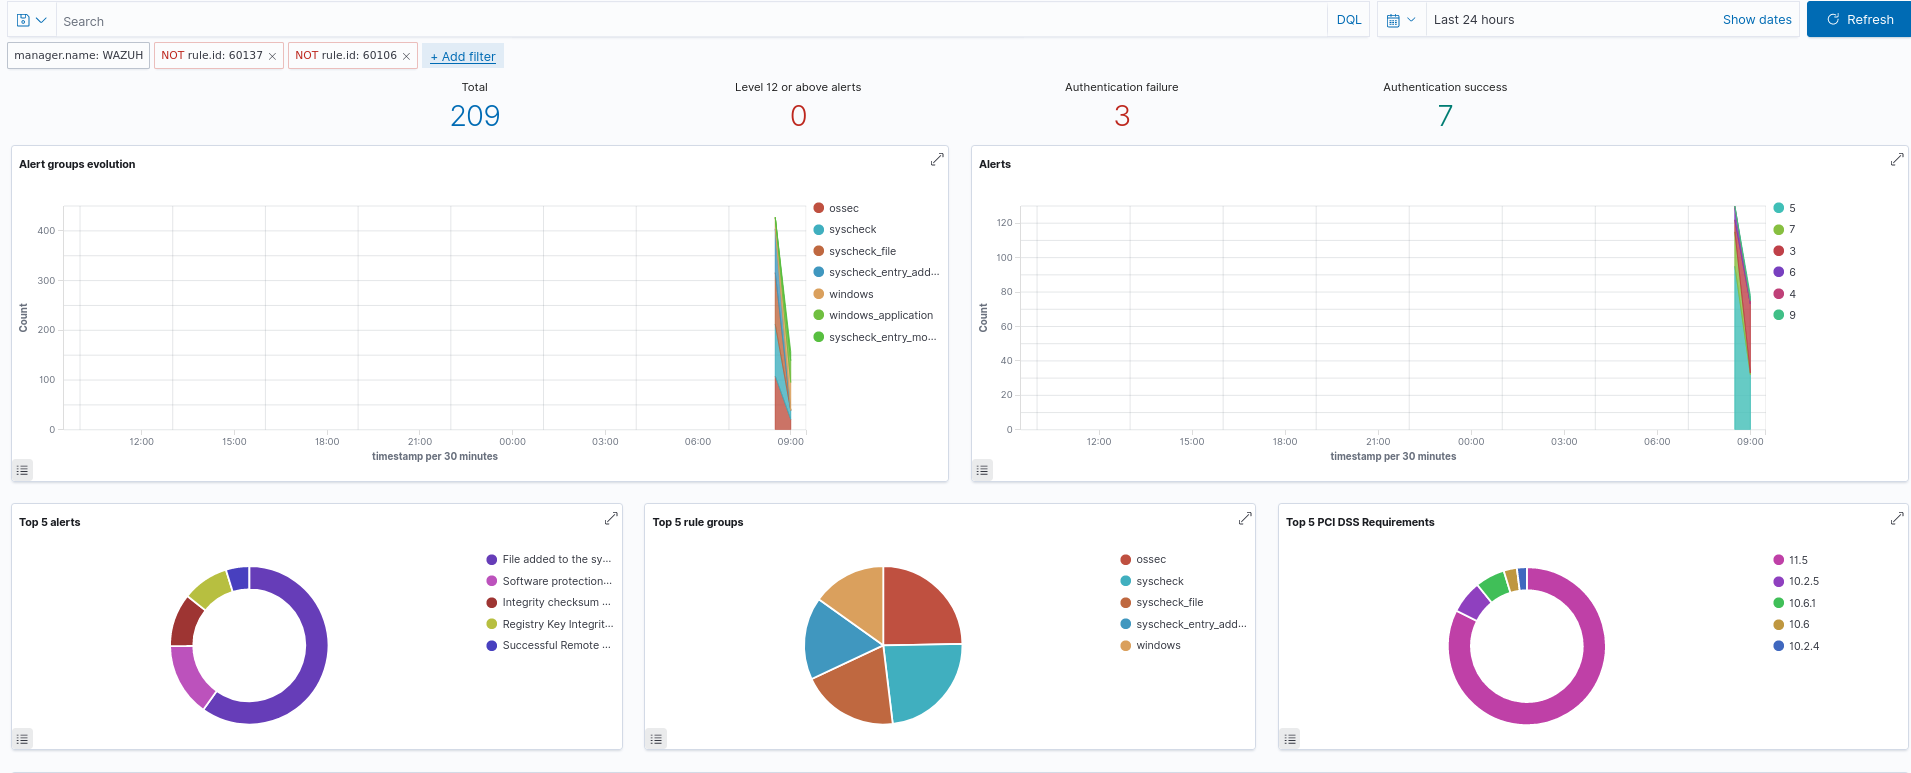 Search DQL Last 24 hours Show dates Refresh
manager.name: WAZUH NOT rule.id: 60137 NOT rule.id: 60106 + Add filter
Total Level 12 or above alerts Authentication failure Authentication success
209 0 3 7
Alert groups evolution
400
300
200
100
0
Count
12:00 15:00 18:00 21:00 00:00 03:00 06:00 09:00
timestamp per 30 minutes
ossec
syscheck
syscheck_file
syscheck_entry_add...
windows
windows_application
syscheck_entry_mo...
Alerts
120
100
80
60
40
20
0
Count
12:00 15:00 18:00 21:00 00:00 03:00 06:00 09:00
timestamp per 30 minutes
5
7
3
6
4
9
Top 5 alerts
File added to the sy...
Software protection...
Integrity checksum ...
Registry Key Integrit...
Successful Remote ...
Top 5 rule groups
ossec
syscheck
syscheck_file
syscheck_entry_add...
windows
Top 5 PCI DSS Requirements
11.5
10.2.5
10.6.1
10.6
10.2.4